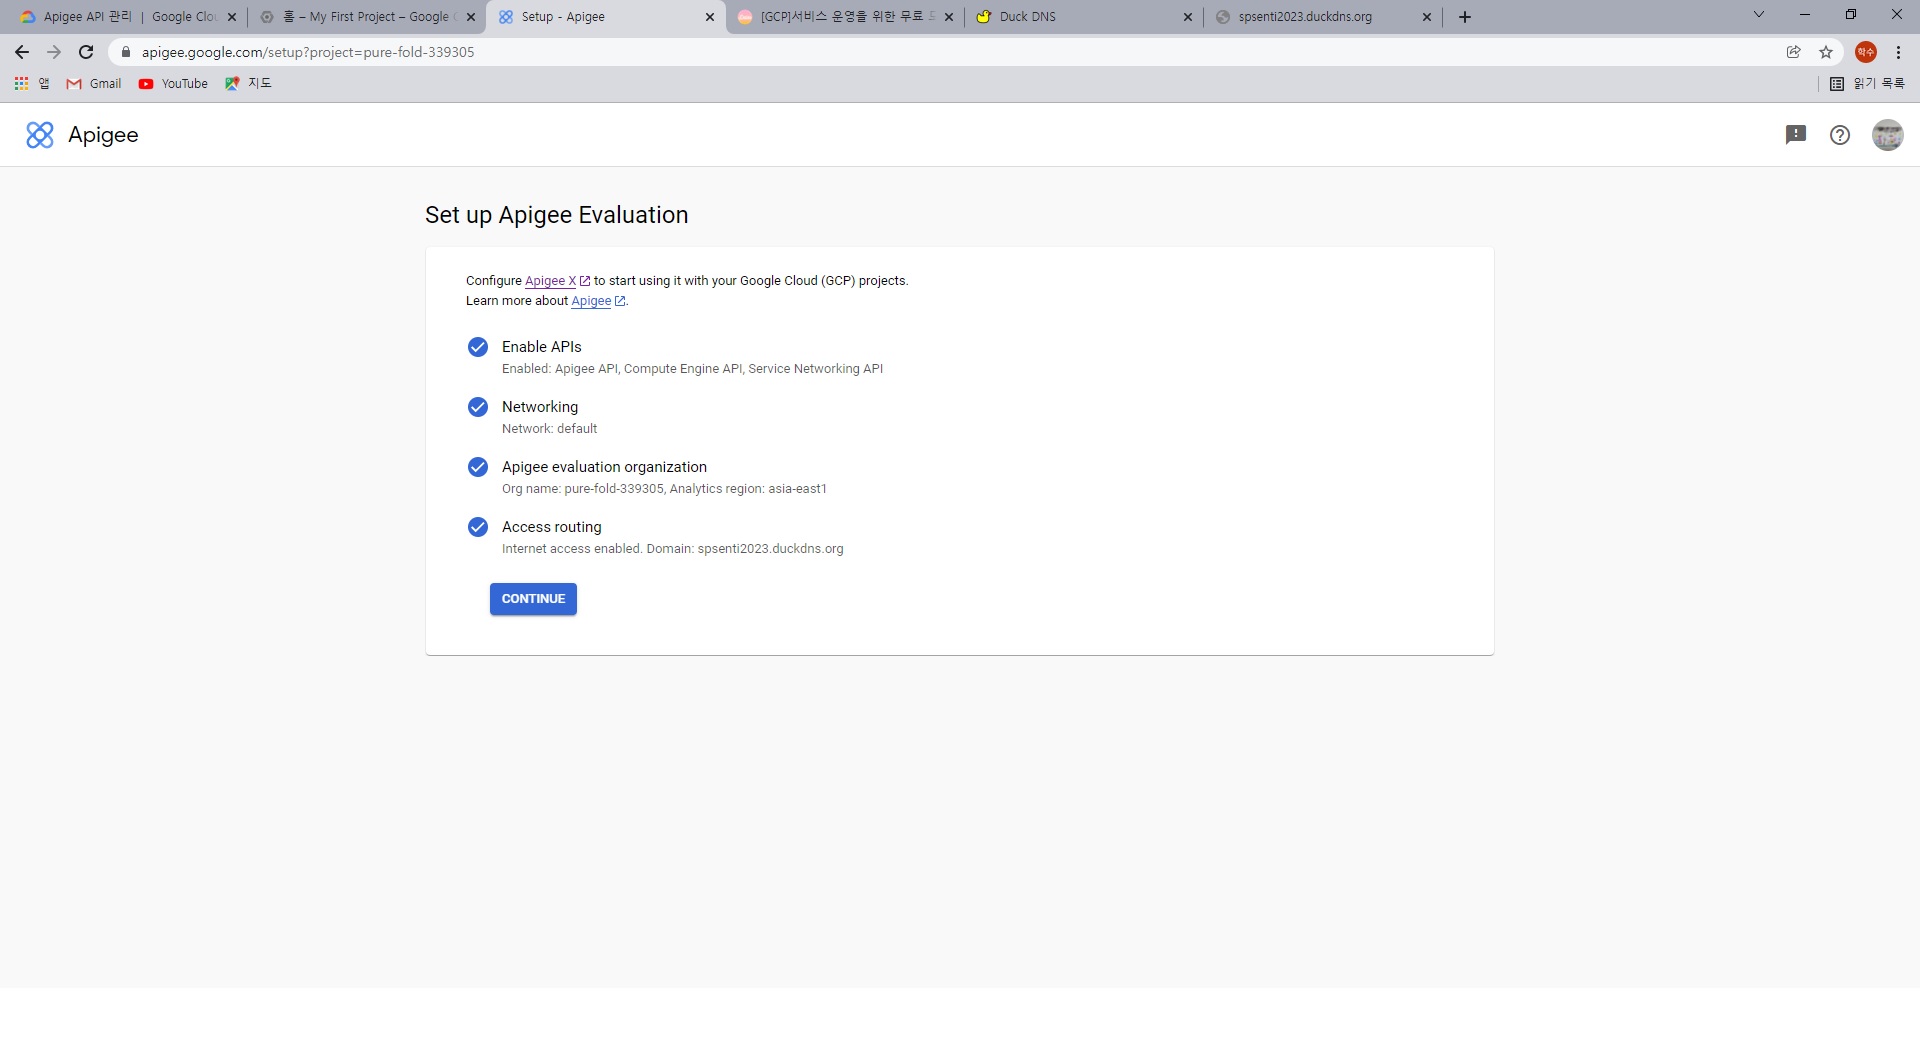 Apigee API 관리 | Google Clou
홈 – My First Project – Google C
Setup - Apigee
[GCP]서비스 운영을 위한 무료
Duck DNS
spsenti2023.duckdns.org
apigee.google.com/setup?project=pure-fold-339305
학수
앱
Gmail
YouTube
지도
읽기 목록
Apigee
Set up Apigee Evaluation
Configure Apigee X to start using it with your Google Cloud (GCP) projects.
Learn more about Apigee .
Enable APIs
Enabled: Apigee API, Compute Engine API, Service Networking API
Networking
Network: default
Apigee evaluation organization
Org name: pure-fold-339305, Analytics region: asia-east1
Access routing
Internet access enabled. Domain: spsenti2023.duckdns.org
CONTINUE